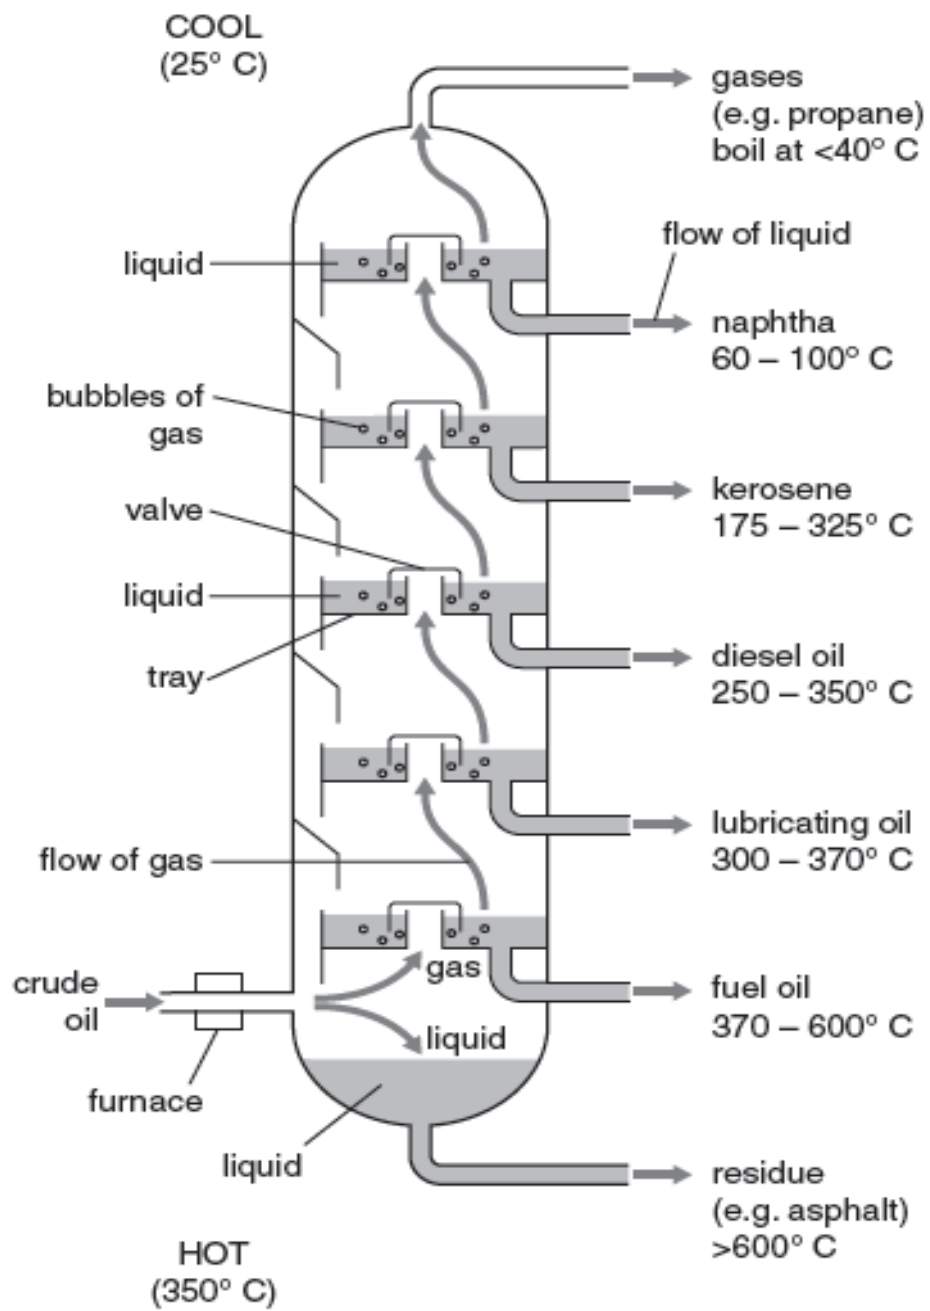 COOL
(25° C)
gases
(e.g. propane)
boil at <40° C
flow of liquid
liquid
naphtha
60 – 100° C
bubbles of
gas
kerosene
175 – 325° C
valve
liquid
tray
diesel oil
250 – 350° C
lubricating oil
300 – 370° C
flow of gas
gas
crude
oil
fuel oil
370 – 600° C
liquid
furnace
liquid
residue
(e.g. asphalt)
>600° C
HOT
(350° C)